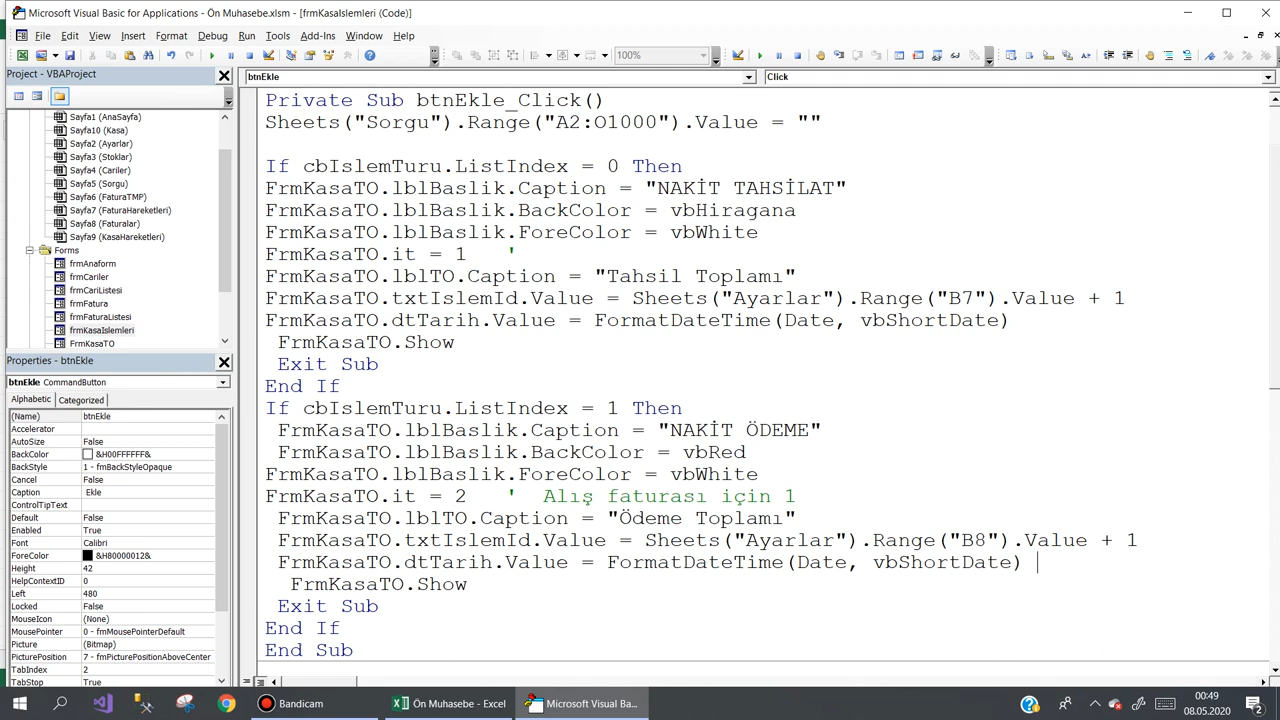 Microsoft Visual Basic for Applications - Ön Muhasebe.xlsm - [frmKasaIslemleri (Code)]
File Edit View Insert Format Debug Run Tools Add-Ins Window Help
100%
Project - VBAProject
Sayfa1 (AnaSayfa)
Sayfa10 (Kasa)
Sayfa2 (Ayarlar)
Sayfa3 (Stoklar)
Sayfa4 (Cariler)
Sayfa5 (Sorgu)
Sayfa6 (FaturaTMP)
Sayfa7 (FaturaHareketleri)
Sayfa8 (Faturalar)
Sayfa9 (KasaHareketleri)
Forms
frmAnaform
frmCariler
frmCariListesi
frmFatura
frmFaturaListesi
frmKasaIslemleri
FrmKasaTO
Properties - btnEkle
btnEkle CommandButton
Alphabetic Categorized
(Name) btnEkle
Accelerator
AutoSize False
BackColor &H00FFFFFF&
BackStyle 1 - fmBackStyleOpaque
Cancel False
Caption Ekle
ControlTipText
Default False
Enabled True
Font Calibri
ForeColor &H80000012&
Height 42
HelpContextID 0
Left 480
Locked False
MouseIcon (None)
MousePointer 0 - fmMousePointerDefault
Picture (Bitmap)
PicturePosition 7 - fmPicturePositionAboveCenter
TabIndex 2
TabStop True
btnEkle Click
Private Sub btnEkle_Click()
Sheets("Sorgu").Range("A2:O1000").Value = ""
If cbIslemTuru.ListIndex = 0 Then
FrmKasaTO.lblBaslik.Caption = "NAKİT TAHSİLAT"
FrmKasaTO.lblBaslik.BackColor = vbHiragana
FrmKasaTO.lblBaslik.ForeColor = vbWhite
FrmKasaTO.it = 1 '
FrmKasaTO.lblTO.Caption = "Tahsil Toplamı"
FrmKasaTO.txtIslemId.Value = Sheets("Ayarlar").Range("B7").Value + 1
FrmKasaTO.dtTarih.Value = FormatDateTime(Date, vbShortDate)
FrmKasaTO.Show
Exit Sub
End If
If cbIslemTuru.ListIndex = 1 Then
FrmKasaTO.lblBaslik.Caption = "NAKİT ÖDEME"
FrmKasaTO.lblBaslik.BackColor = vbRed
FrmKasaTO.lblBaslik.ForeColor = vbWhite
FrmKasaTO.it = 2 ' Alış faturası için 1
FrmKasaTO.lblTO.Caption = "Ödeme Toplamı"
FrmKasaTO.txtIslemId.Value = Sheets("Ayarlar").Range("B8").Value + 1
FrmKasaTO.dtTarih.Value = FormatDateTime(Date, vbShortDate)
FrmKasaTO.Show
Exit Sub
End If
End Sub
Bandicam
Ön Muhasebe - Excel
Microsoft Visual Ba...
00:49
08.05.2020
2